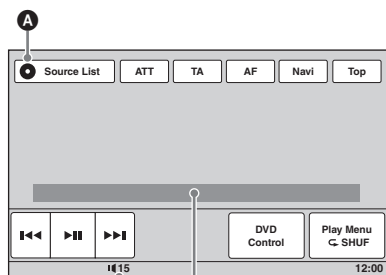 A
Source List ATT TA AF Navi Top
DVD Control
Play Menu
SHUF
15 12:00